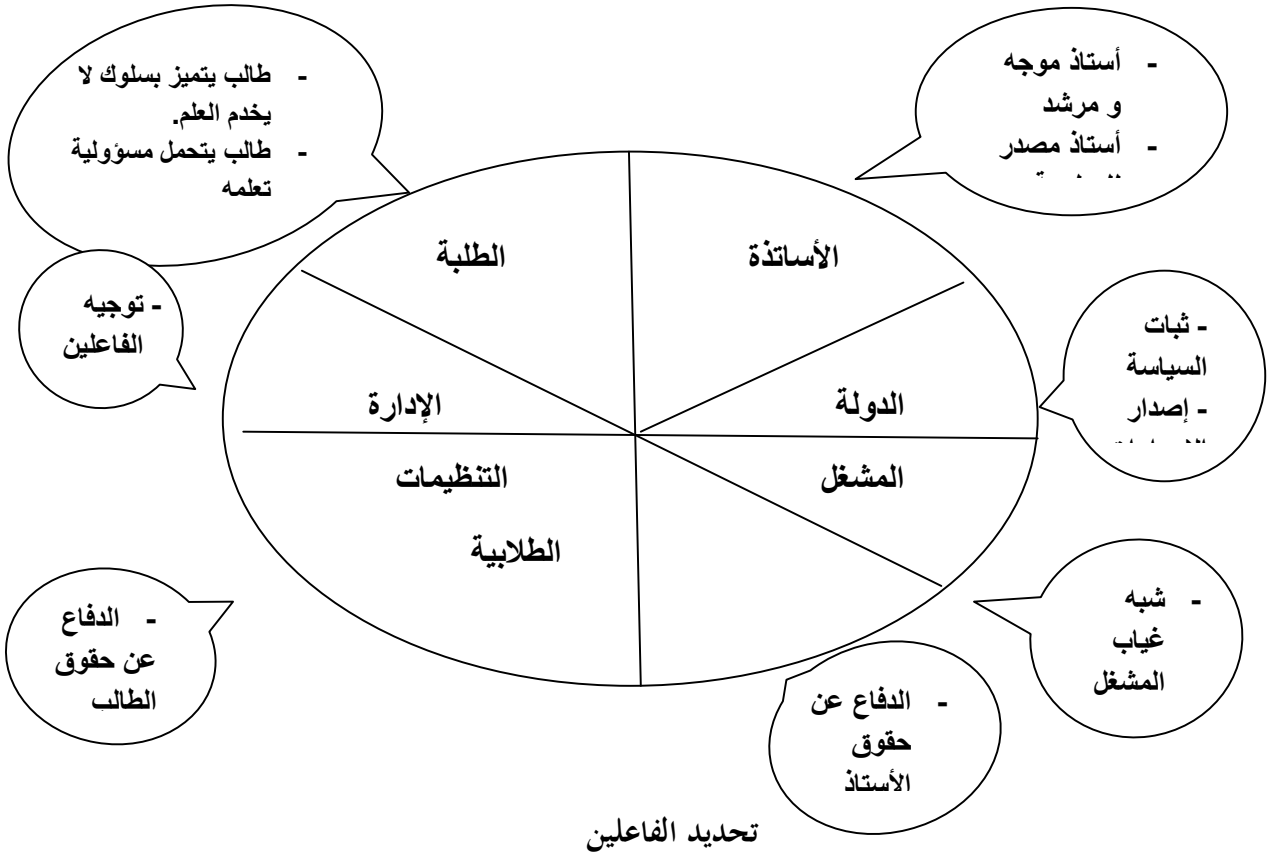 - أستاذ موجه
و مرشد
- أستاذ مصدر
- طالب يتميز بسلوك لا
يخدم العلم.
- طالب يتحمل مسؤولية
تعلمه
الأساتذة
الطلبة
- ثبات
السياسة
- إصدار
- توجيه
الفاعلين
الدولة
الإدارة
المشغل
التنظيمات
الطلابية
- شبه
غياب
المشغل
- الدفاع
عن حقوق
الطالب
- الدفاع عن
حقوق
الأستاذ
تحديد الفاعلين